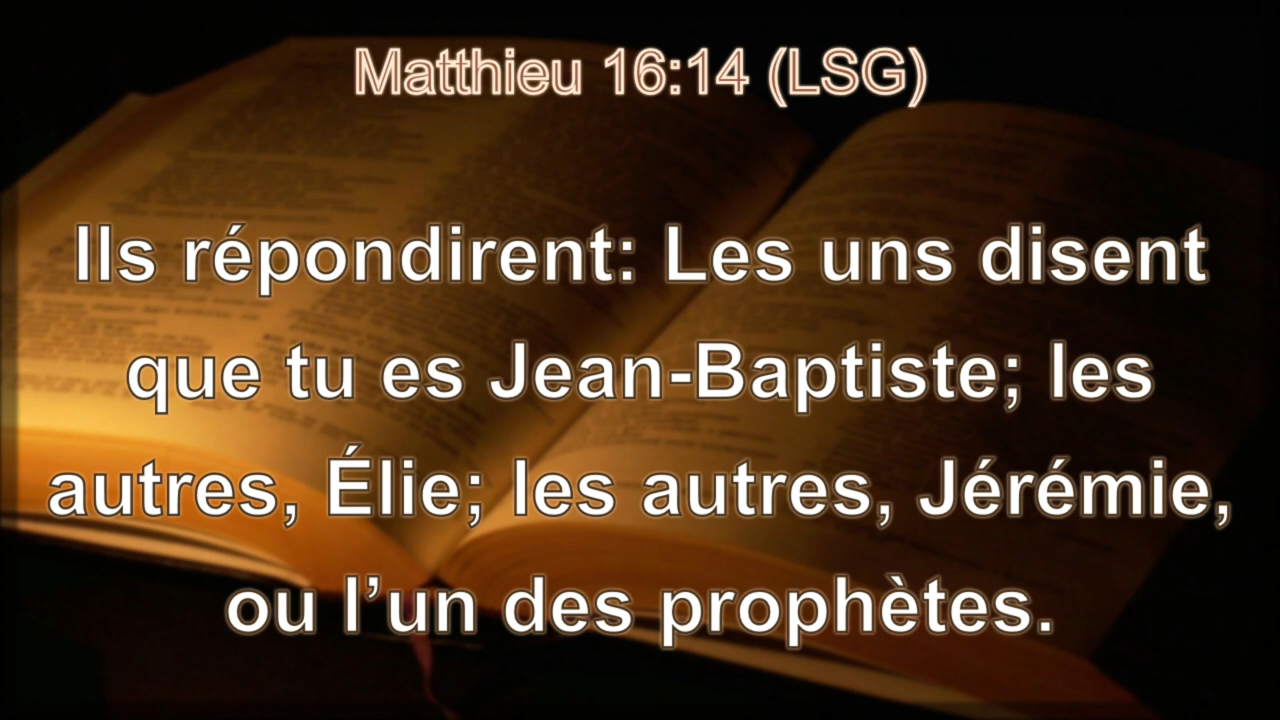 Matthieu 16:14 (LSG)
Ils répondirent: Les uns disent
que tu es Jean-Baptiste; les
autres, Élie; les autres, Jérémie,
ou l’un des prophètes.